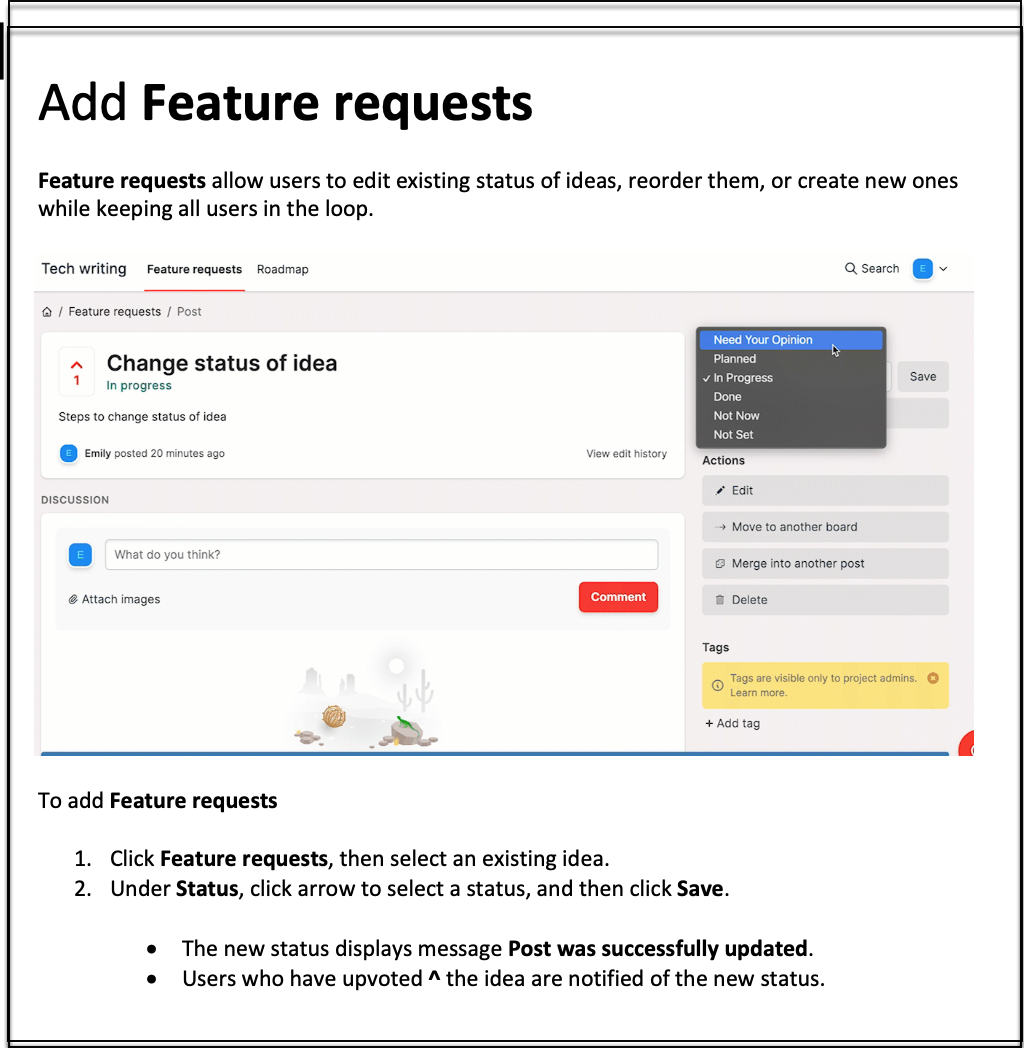 Add Feature requests
Feature requests allow users to edit existing status of ideas, reorder them, or create new ones
while keeping all users in the loop.
Tech writing Feature requests Roadmap Search E
/ Feature requests / Post
Change status of idea
1
In progress
Steps to change status of idea
E Emily posted 20 minutes ago View edit history
Need Your Opinion
Planned
✓ In Progress
Done
Not Now
Not Set
Save
DISCUSSION
E What do you think?
Attach images Comment
Actions
Edit
→ Move to another board
Merge into another post
Delete
Tags
Tags are visible only to project admins.
Learn more.
+ Add tag
To add Feature requests
1. Click Feature requests, then select an existing idea.
2. Under Status, click arrow to select a status, and then click Save.
• The new status displays message Post was successfully updated.
• Users who have upvoted ^ the idea are notified of the new status.